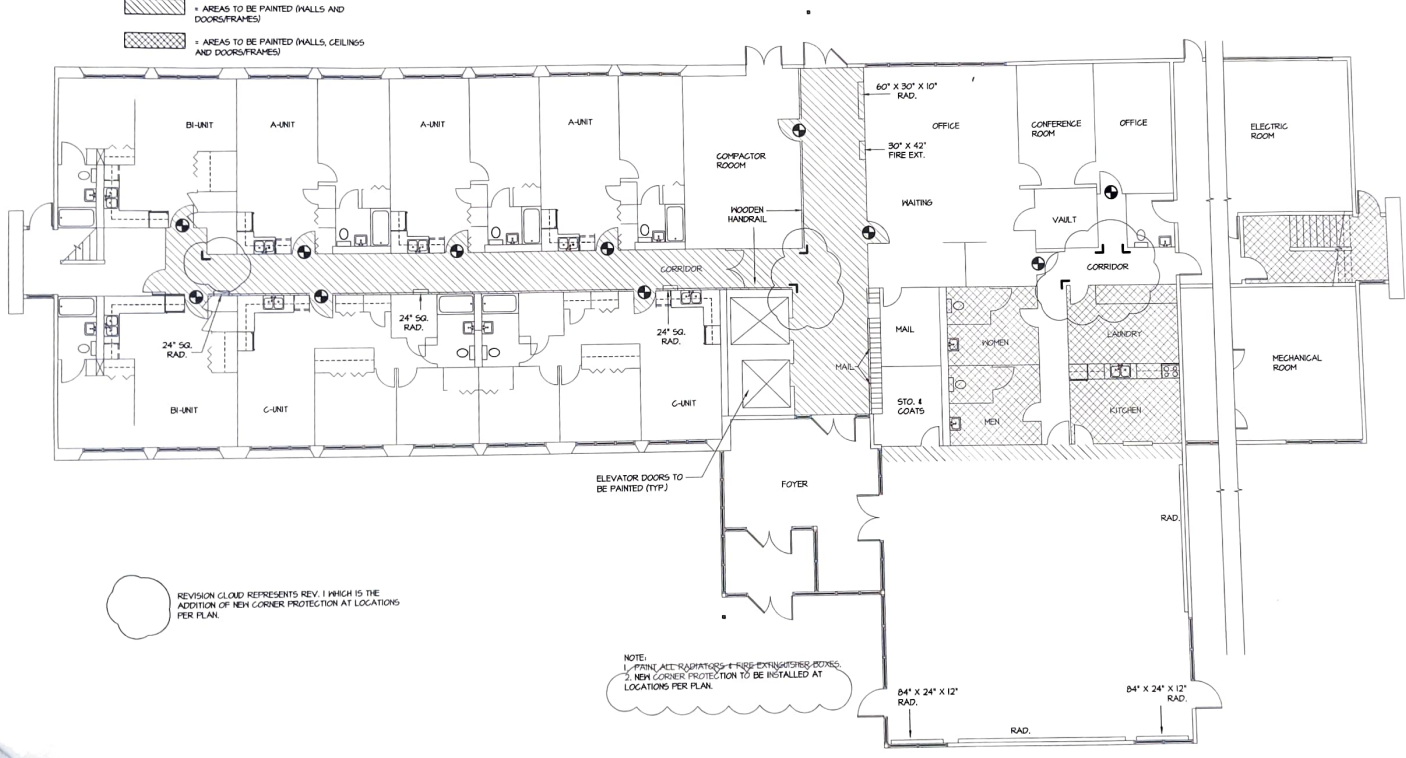 = AREAS TO BE PAINTED (WALLS AND
DOORS/FRAMES)
= AREAS TO BE PAINTED (WALLS, CEILINGS
AND DOORS/FRAMES)
BI-UNIT
A-UNIT
A-UNIT
A-UNIT
COMPACTOR
ROOOM
WOODEN
HANDRAIL
60" X 30" X 10"
RAD.
30" X 42"
FIRE EXT.
OFFICE
CONFERENCE
ROOM
OFFICE
ELECTRIC
ROOM
WAITING
VAULT
CORRIDOR
CORRIDOR
24" SQ.
RAD.
24" SQ.
RAD.
24" SQ.
RAD.
MAIL
MAIL
WOMEN
LAUNDRY
MECHANICAL
ROOM
BI-UNIT
C-UNIT
C-UNIT
STO. &
COATS
MEN
KITCHEN
ELEVATOR DOORS TO
BE PAINTED (TYP.)
FOYER
RAD.
REVISION CLOUD REPRESENTS REV. 1 WHICH IS THE
ADDITION OF NEW CORNER PROTECTION AT LOCATIONS
PER PLAN.
NOTE:
1. PAINT ALL RADIATORS & FIRE EXTINGUISHER BOXES.
2. NEW CORNER PROTECTION TO BE INSTALLED AT
LOCATIONS PER PLAN.
84" X 24" X 12"
RAD.
RAD.
84" X 24" X 12"
RAD.